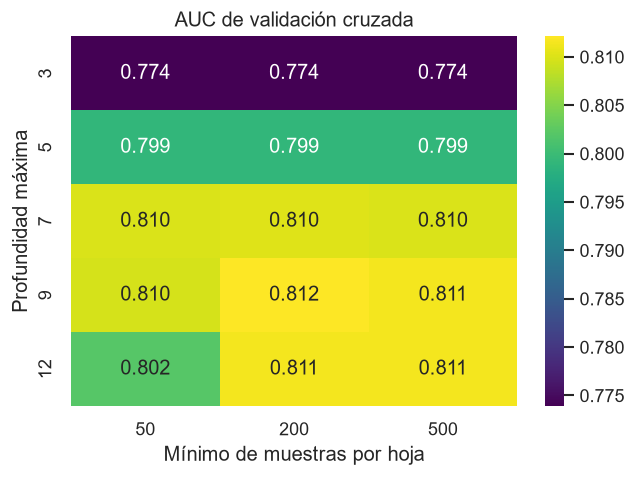 AUC de validación cruzada
3 0.774 0.774 0.774
5 0.799 0.799 0.799
7 0.810 0.810 0.810
9 0.810 0.812 0.811
12 0.802 0.811 0.811
50 200 500
Mínimo de muestras por hoja
Profundidad máxima
0.810
0.805
0.800
0.795
0.790
0.785
0.780
0.775